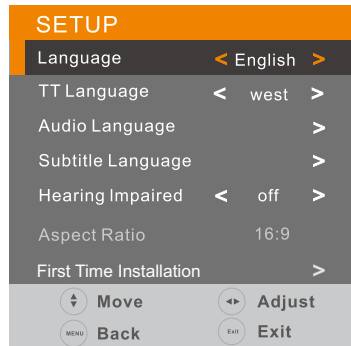 SETUP
Language < English >
TT Language < west >
Audio Language >
Subtitle Language >
Hearing Impaired < off >
Aspect Ratio 16:9
First Time Installation >
Move Adjust
MENU Back Exit Exit